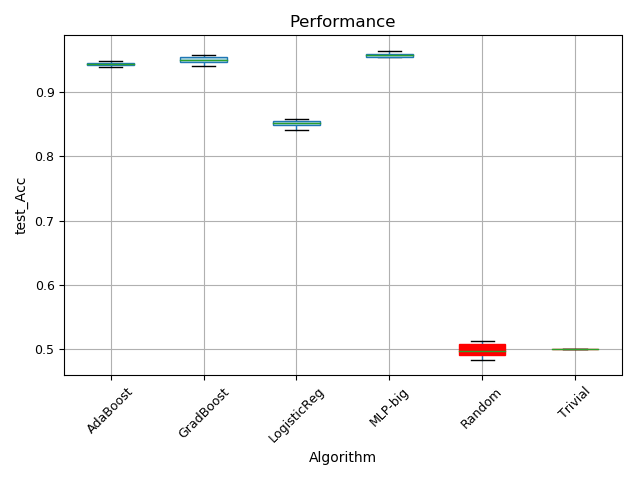 Performance
test_Acc
0.9
0.8
0.7
0.6
0.5
AdaBoost
GradBoost
LogisticReg
MLP-big
Random
Trivial
Algorithm